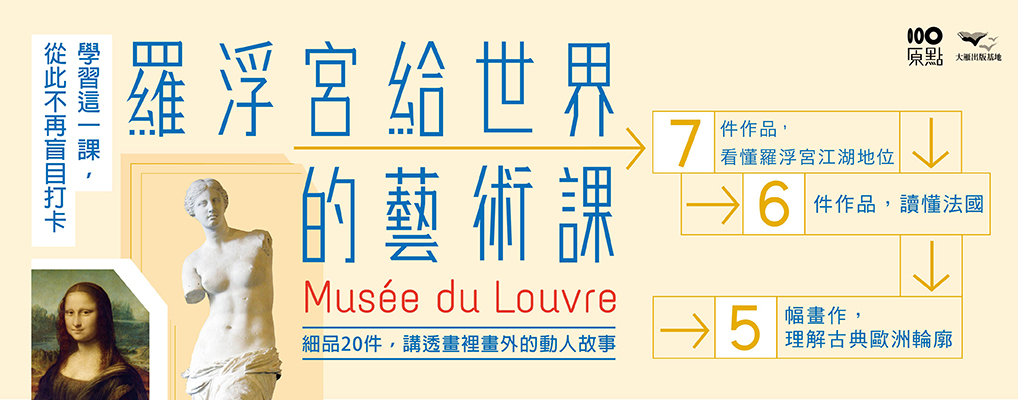 學習這一課，
從此不再盲目打卡
羅浮宮給世界
的藝術課
Musée du Louvre
細品20件，講透畫裡畫外的動人故事
7
件作品，
看懂羅浮宮江湖地位
6
件作品，讀懂法國
5
幅畫作，
理解古典歐洲輪廓
100
原點
大雁出版基地